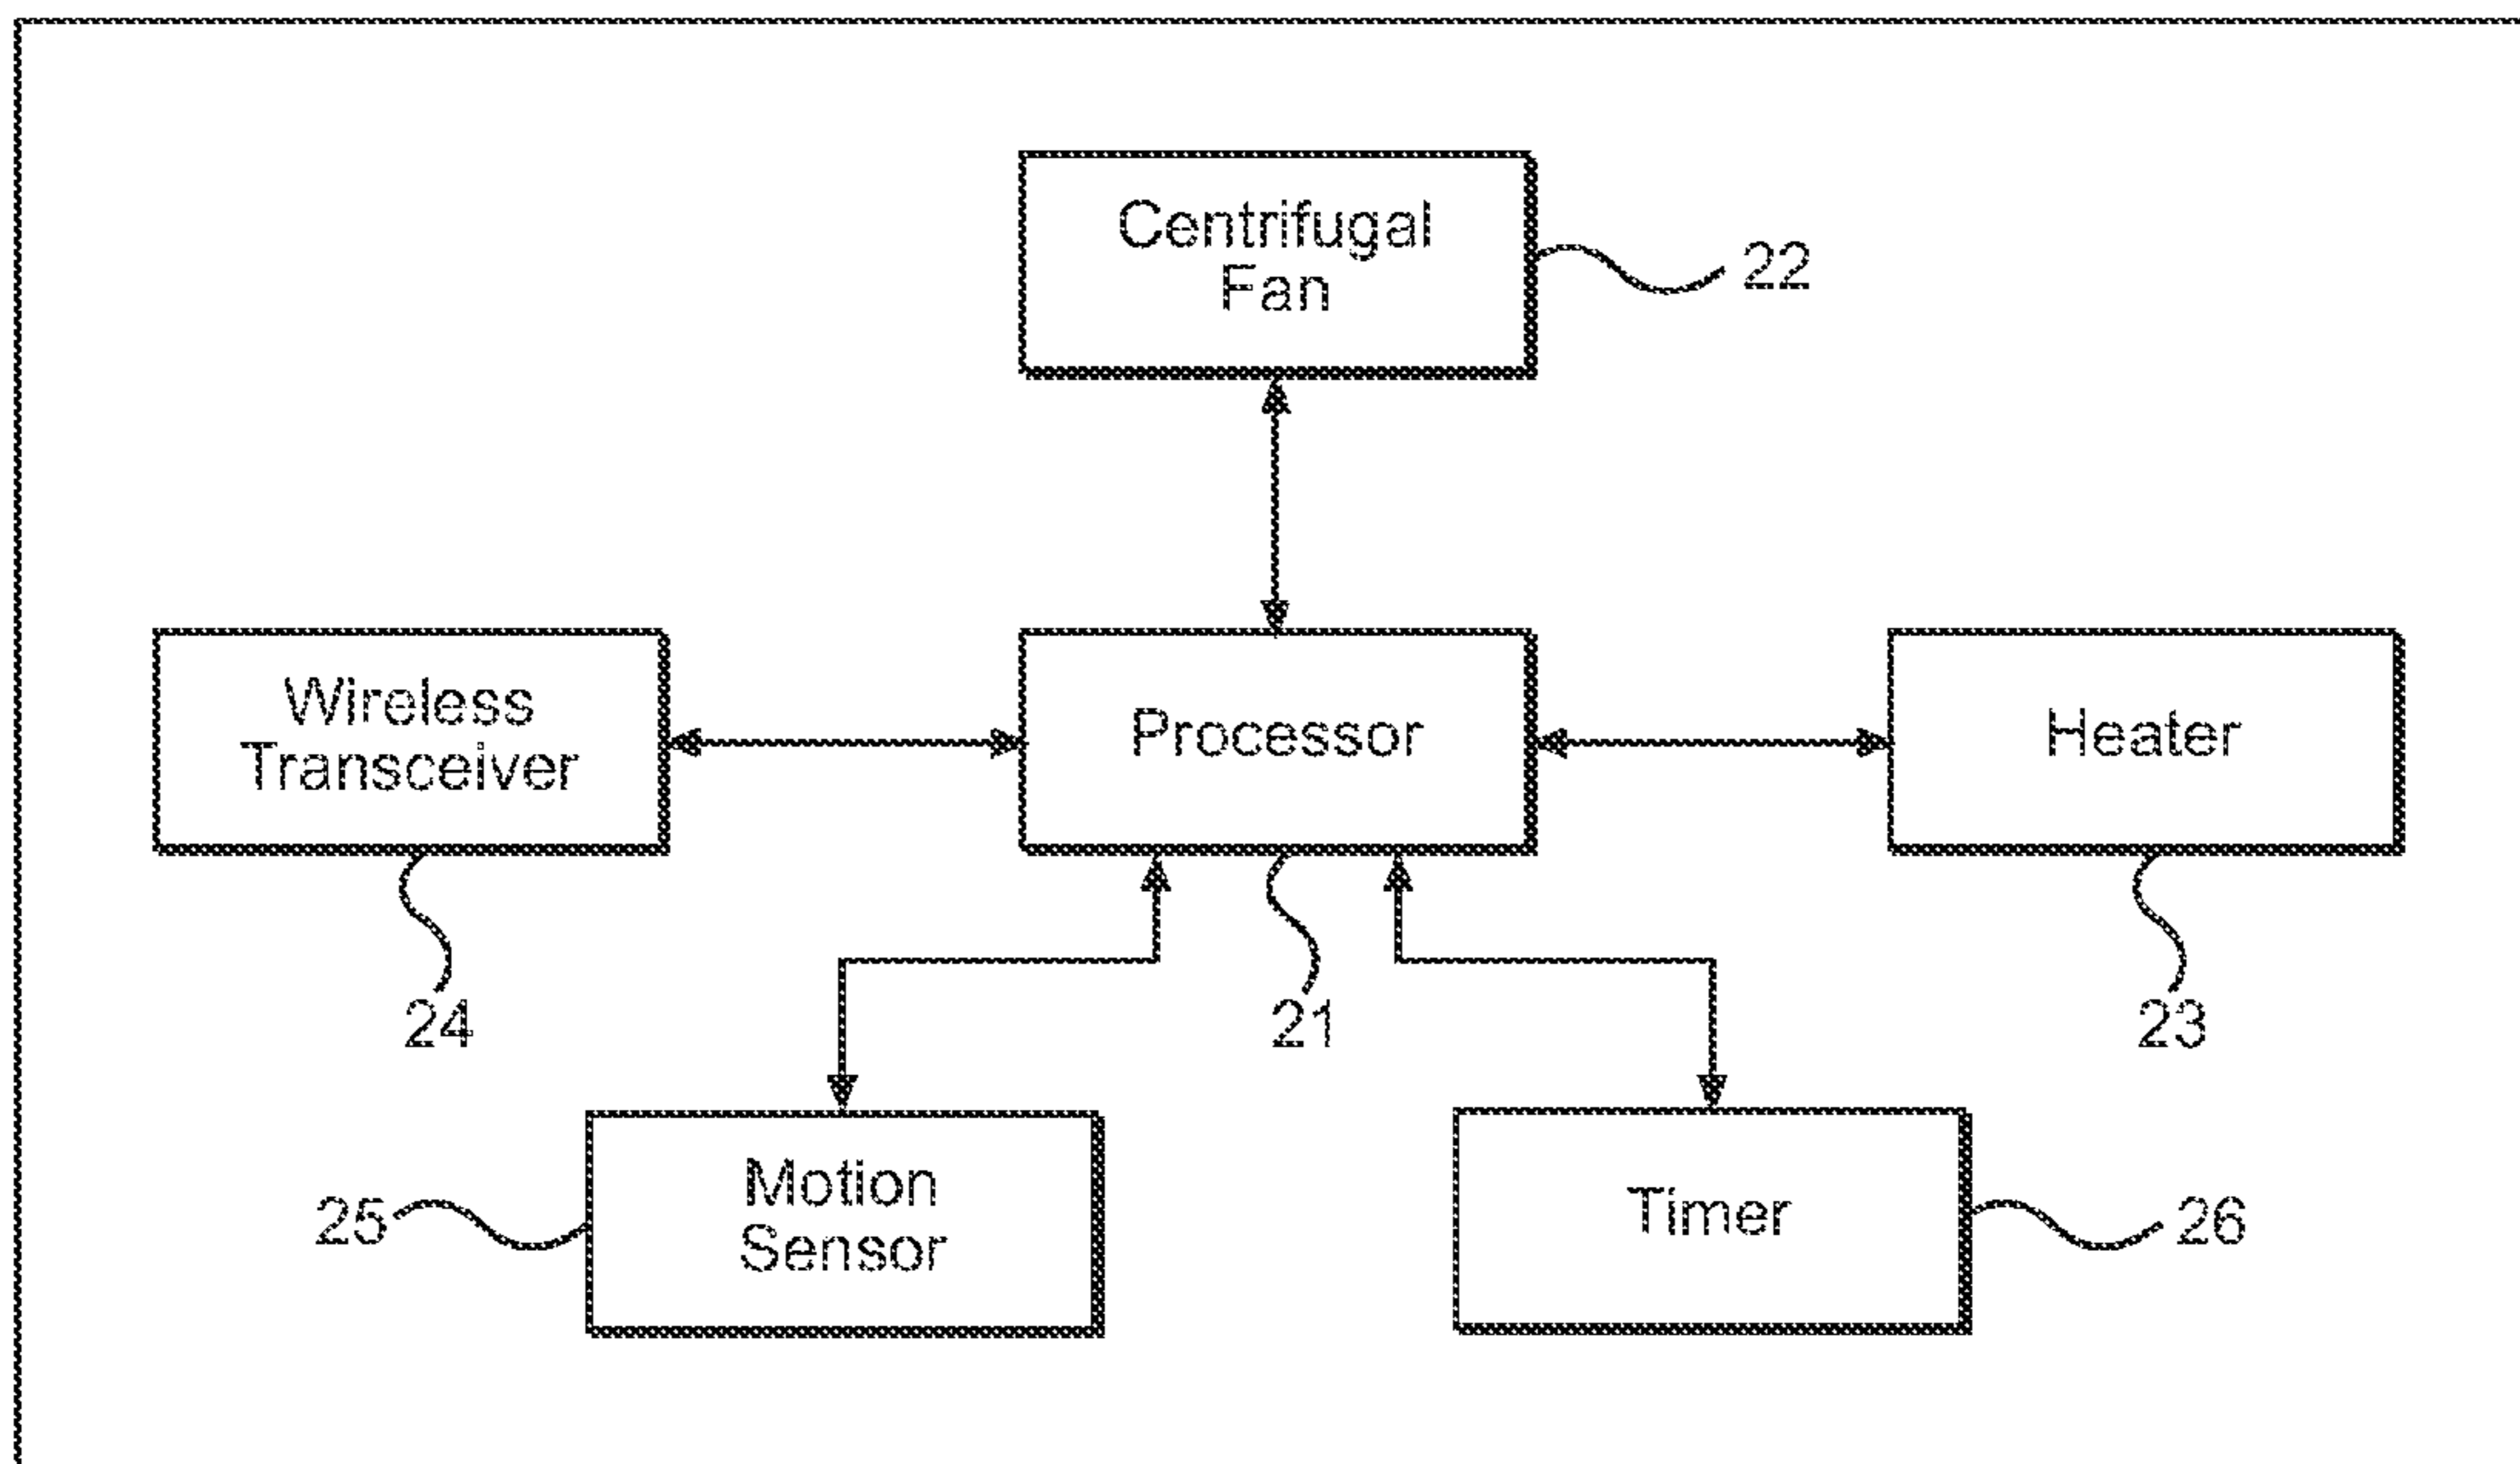 Centrifugal
Fan
22
Wireless
Transceiver
Processor
Heater
24
21
23
Motion
Sensor
25
Timer
26